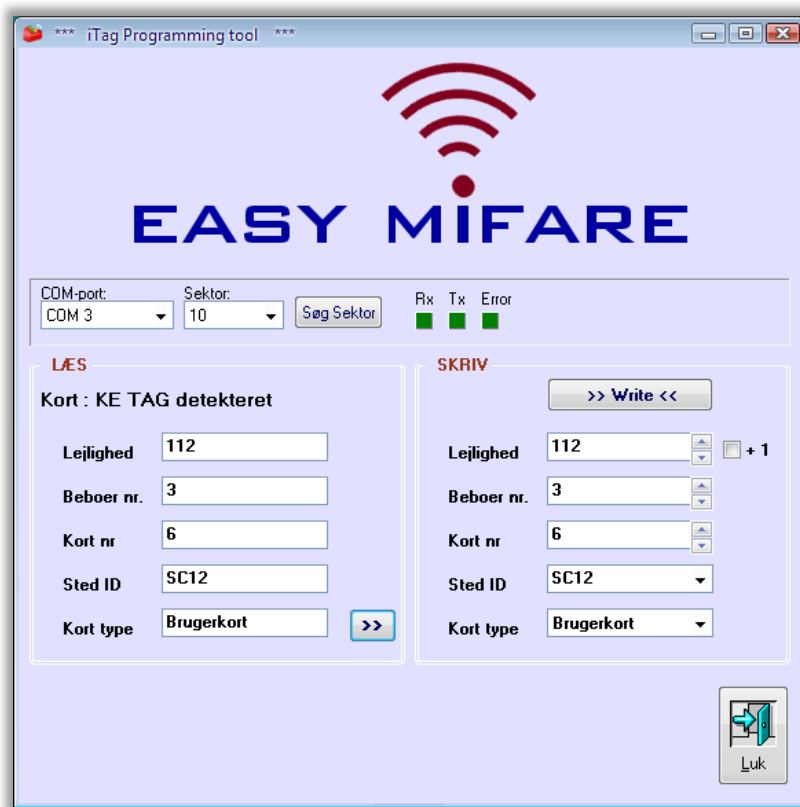 *** iTag Programming tool ***
EASY MIFARE
COM-port: Sektor:
COM 3 10 Søg Sektor Rx Tx Error
LÆS
Kort : KE TAG detekteret
Lejlighed 112
Beboer nr. 3
Kort nr 6
Sted ID SC12
Kort type Brugerkort >>
SKRIV
>> Write <<
Lejlighed 112 + 1
Beboer nr. 3
Kort nr 6
Sted ID SC12
Kort type Brugerkort
Luk